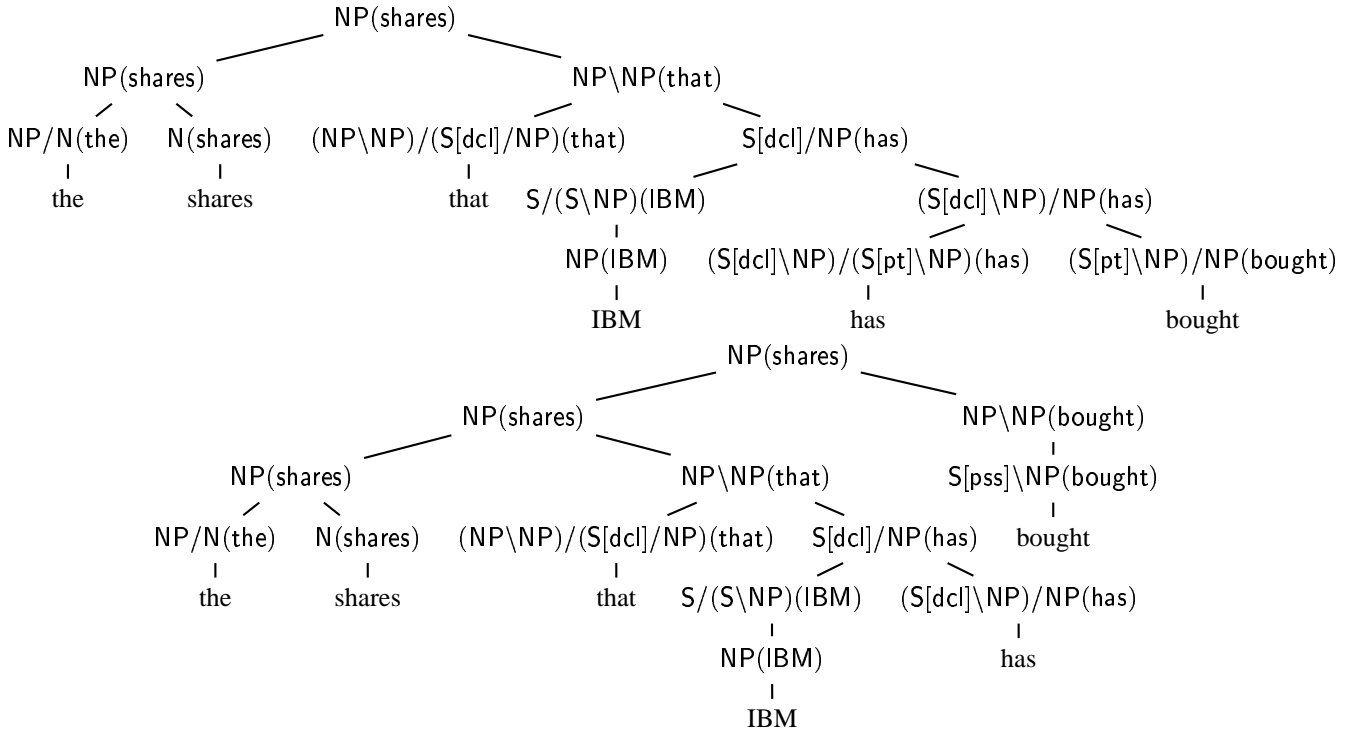 NP(shares)
NP(shares) NP\NP(that)
NP/N(the) N(shares) (NP\NP)/(S[dcl]/NP)(that) S[dcl]/NP(has)
the shares that S/(S\NP)(IBM) (S[dcl]\NP)/NP(has)
NP(IBM) (S[dcl]\NP)/(S[pt]\NP)(has) (S[pt]\NP)/NP(bought)
IBM has bought
NP(shares)
NP(shares) NP\NP(bought)
NP(shares) NP\NP(that) S[pss]\NP(bought)
NP/N(the) N(shares) (NP\NP)/(S[dcl]/NP)(that) S[dcl]/NP(has) bought
the shares that S/(S\NP)(IBM) (S[dcl]\NP)/NP(has)
NP(IBM) has
IBM